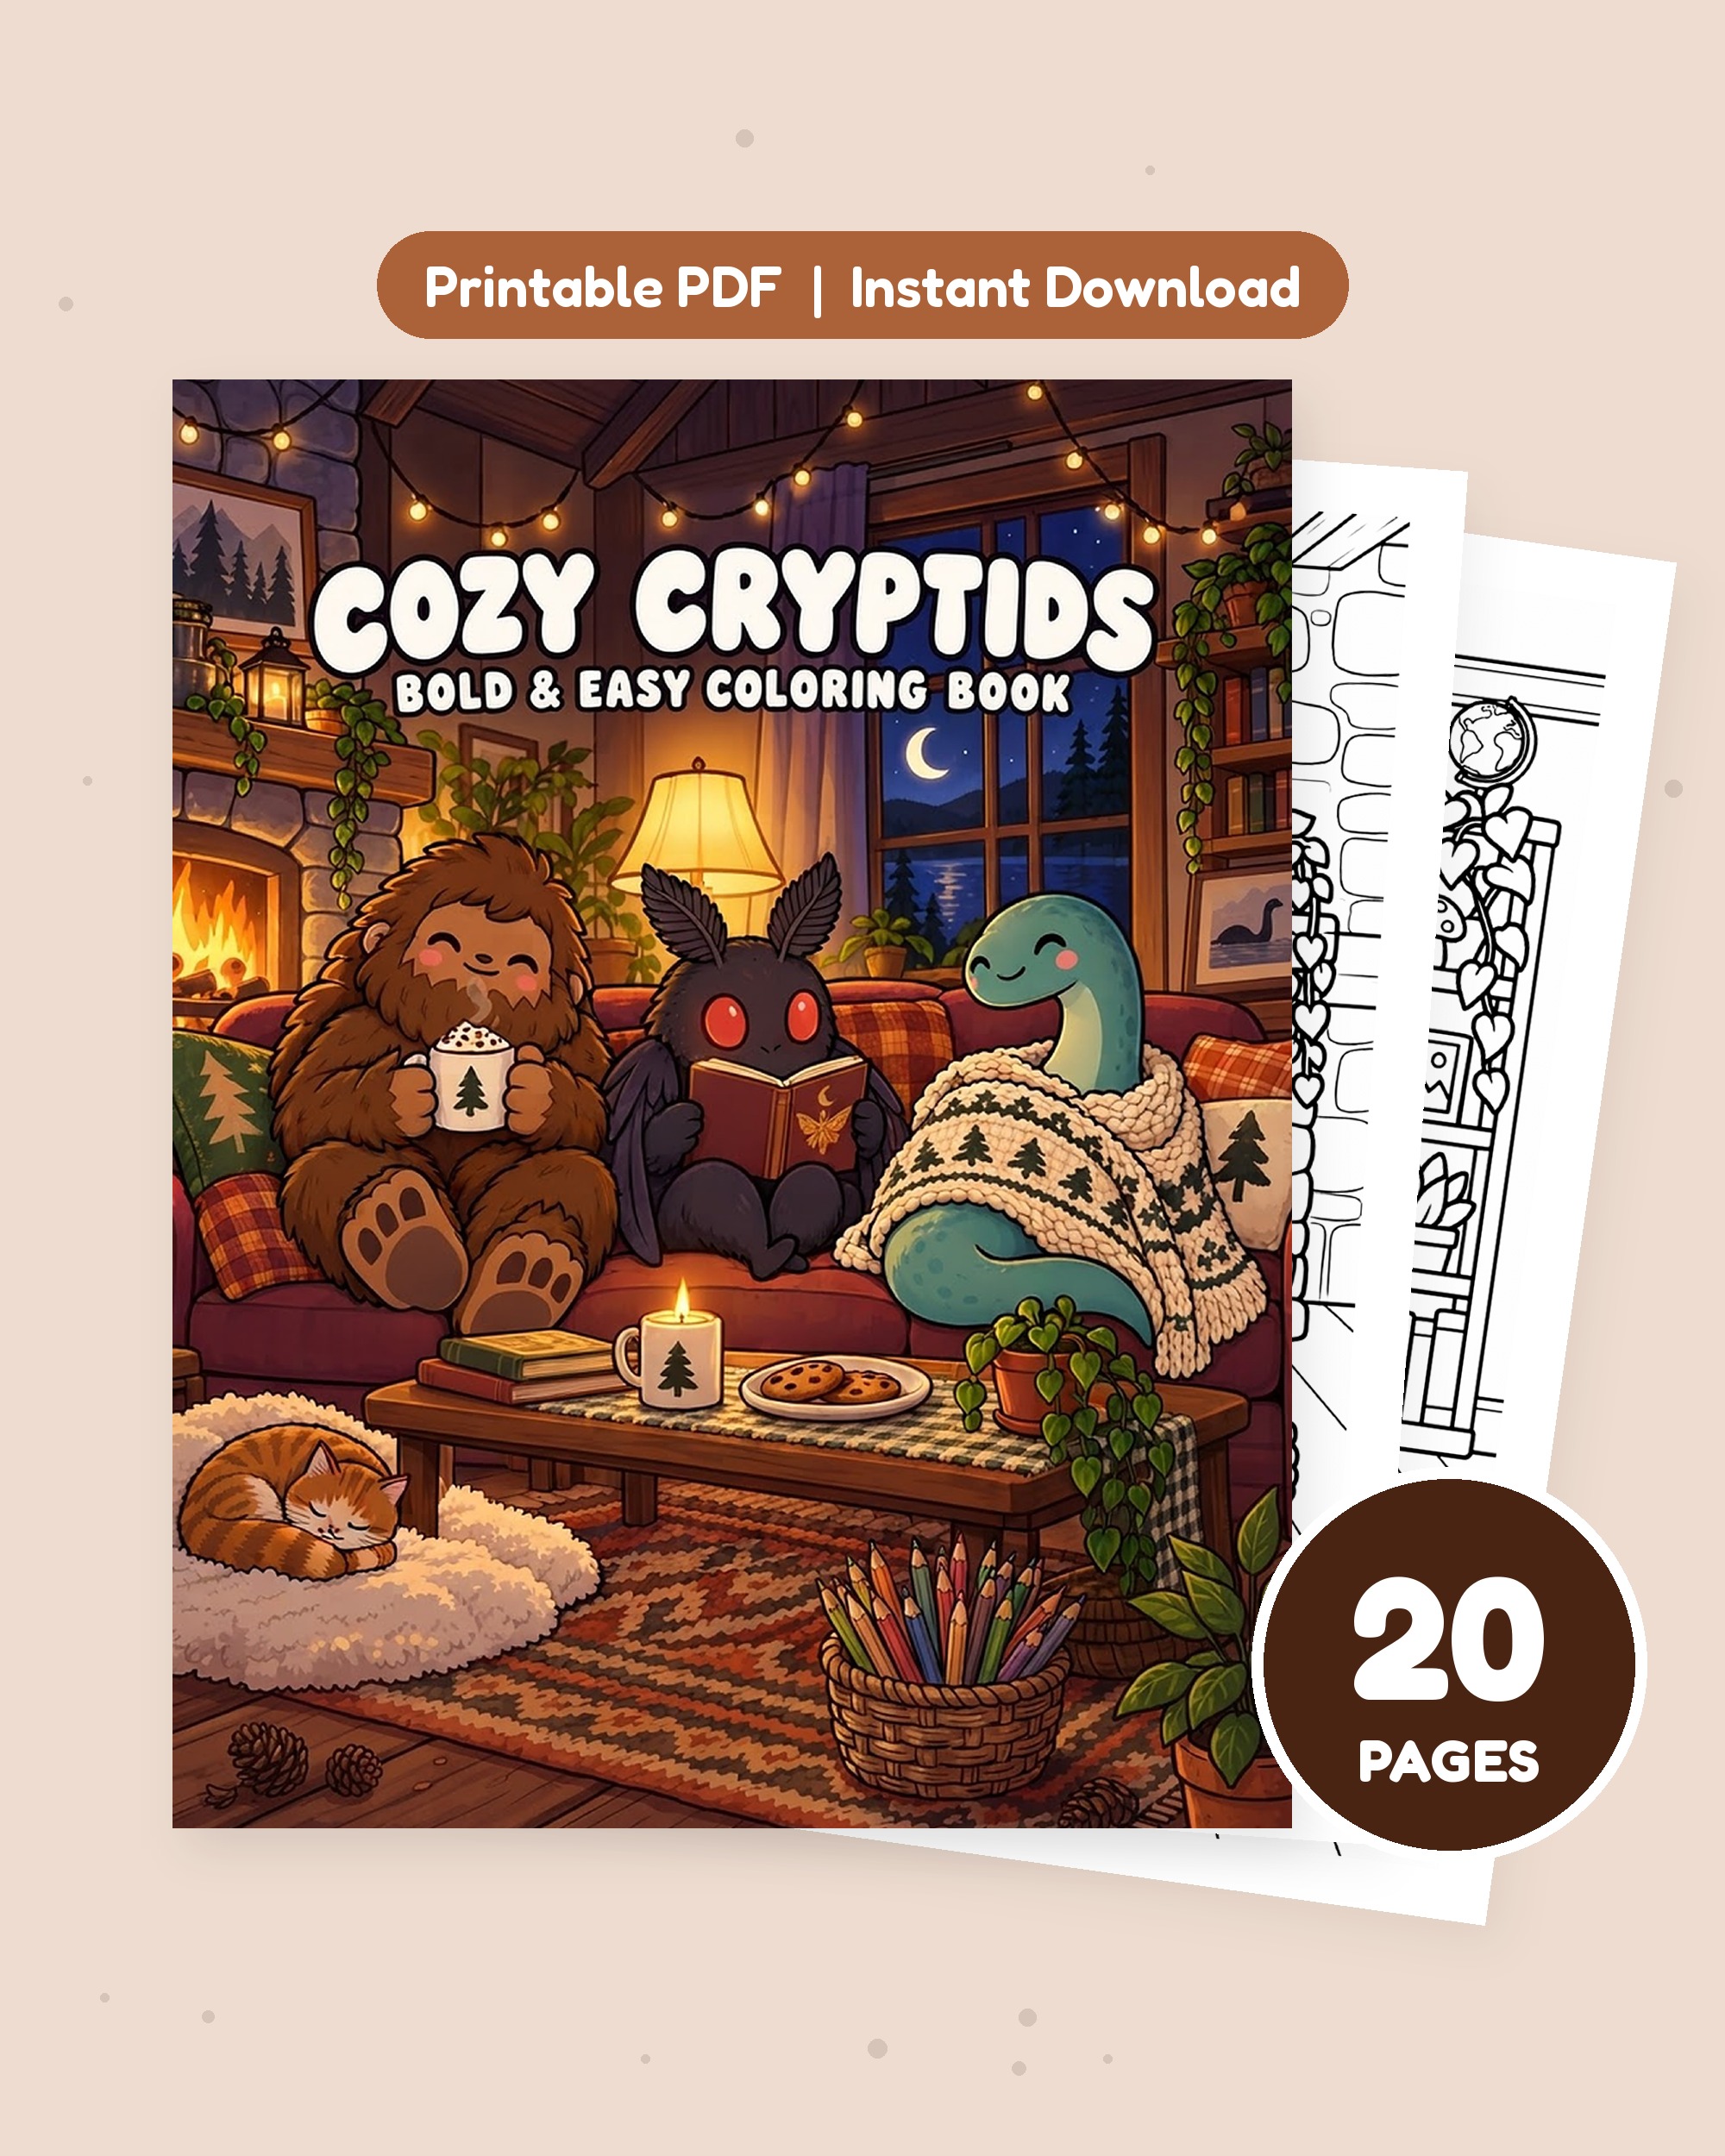 Printable PDF | Instant Download
COZY CRYPTIDS
BOLD & EASY COLORING BOOK
20
PAGES